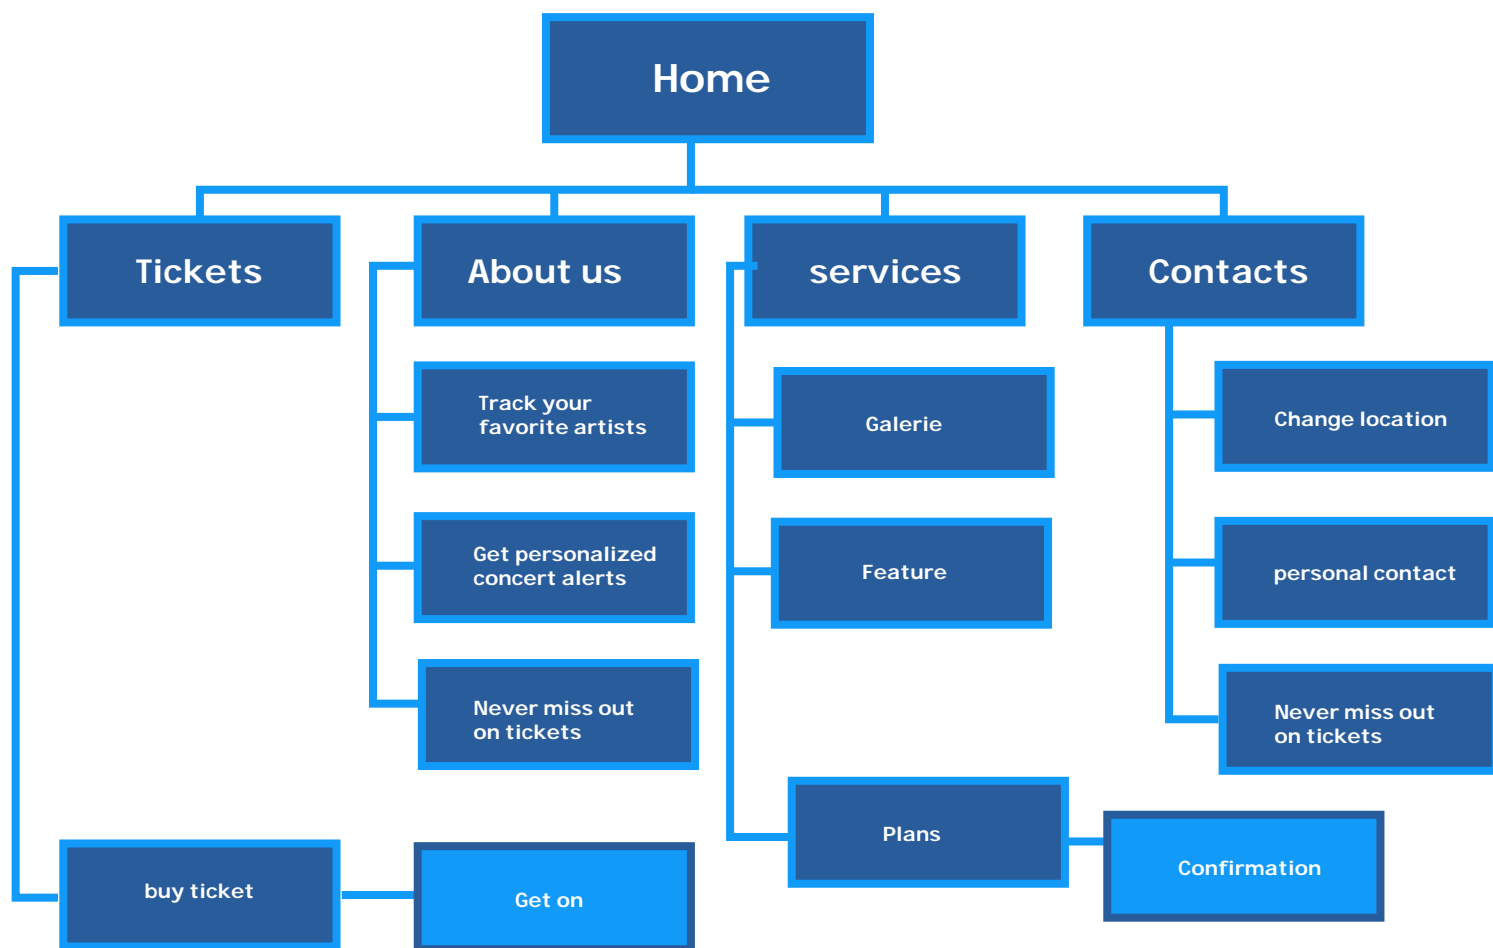 Home
Tickets
About us
services
Contacts
Track your
favorite artists
Galerie
Change location
Get personalized
concert alerts
Feature
personal contact
Never miss out
on tickets
Never miss out
on tickets
Plans
Confirmation
buy ticket
Get on